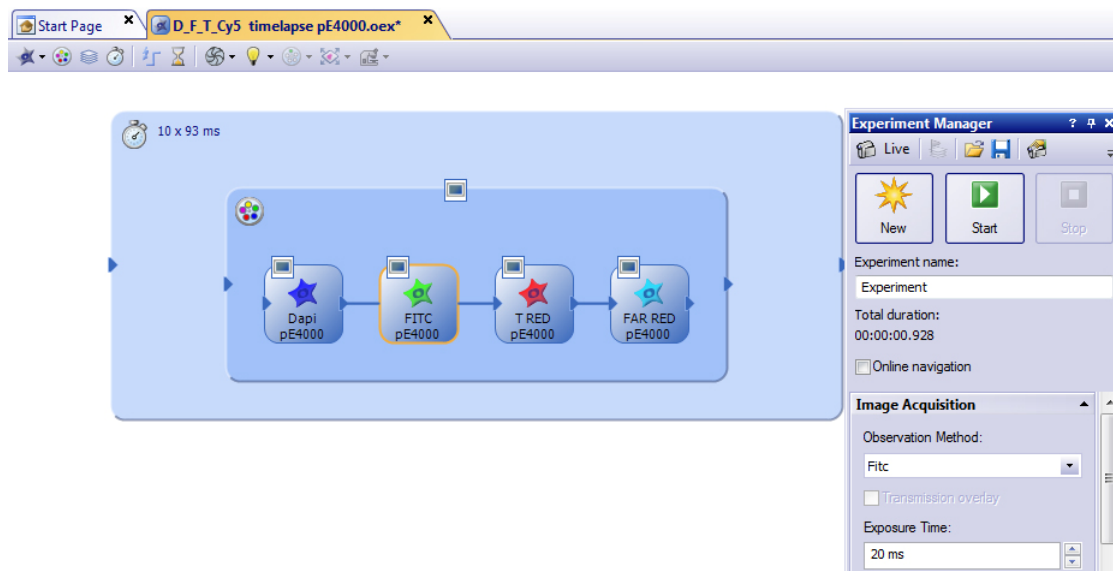 Start Page
D_F_T_Cy5 timelapse pE4000.oex*
10 x 93 ms
Dapi
pE4000
FITC
pE4000
T RED
pE4000
FAR RED
pE4000
Experiment Manager
Live
New
Start
Stop
Experiment name:
Experiment
Total duration:
00:00:00.928
Online navigation
Image Acquisition
Observation Method:
Fitc
Transmission overlay
Exposure Time:
20 ms